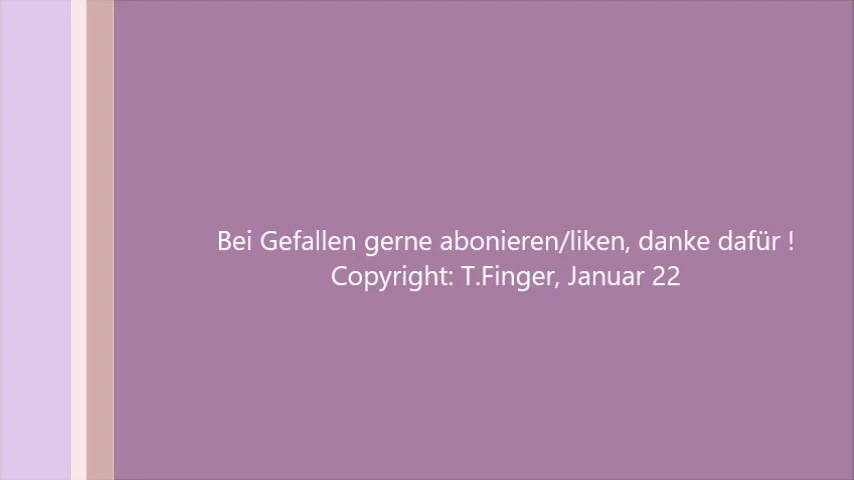 Bei Gefallen gerne abonieren/liken, danke dafür !
Copyright: T.Finger, Januar 22